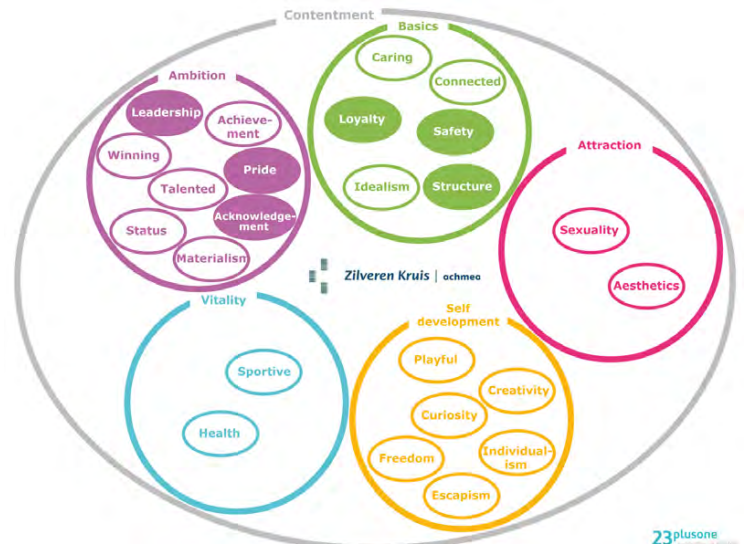 Contentment
Basics
Caring
Connected
Loyalty
Safety
Idealism
Structure
Ambition
Leadership
Achieve-
ment
Winning
Pride
Talented
Acknowledge-
ment
Status
Materialism
Attraction
Sexuality
Aesthetics
Zilveren Kruis | achmea
Vitality
Sportive
Health
Self
development
Playful
Creativity
Curiosity
Freedom
Individual-
ism
Escapism
23plusone